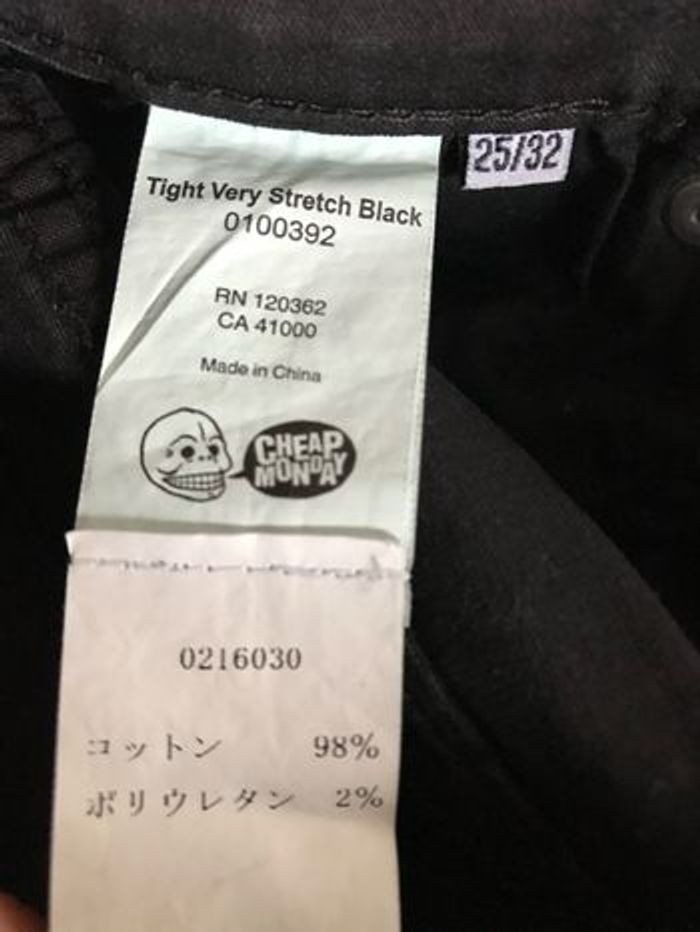 25/32
Tight Very Stretch Black
0100392
RN 120362
CA 41000
Made in China
CHEAP
MONDAY
0216030
コットン 98%
ポリウレタン 2%